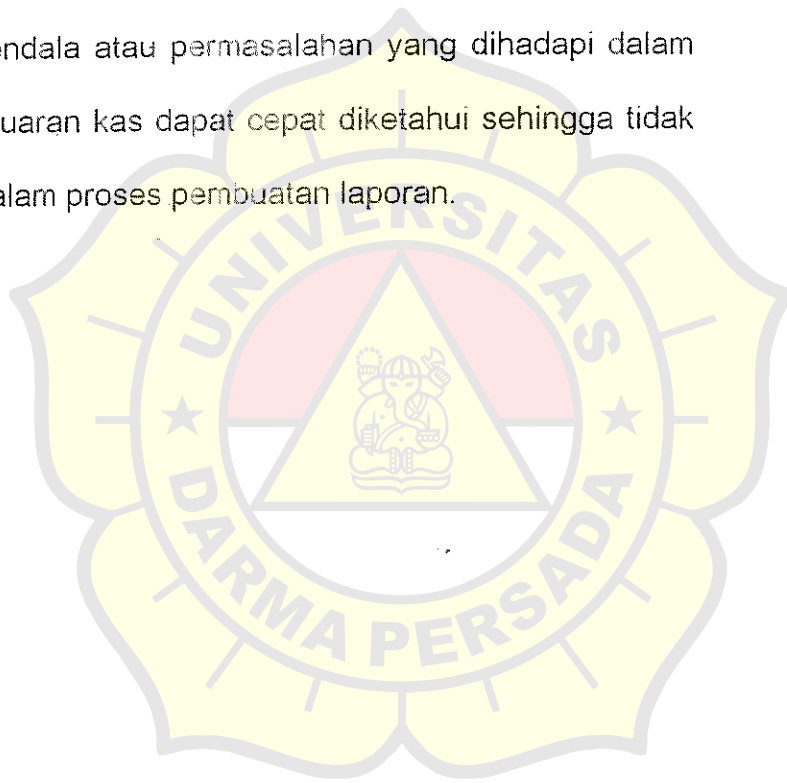 endala atau permasalahan yang dihadapi dalam
uaran kas dapat cepat diketahui sehingga tidak
alam proses pembuatan laporan.
UNIVERSITAS
DARMA PERSADA